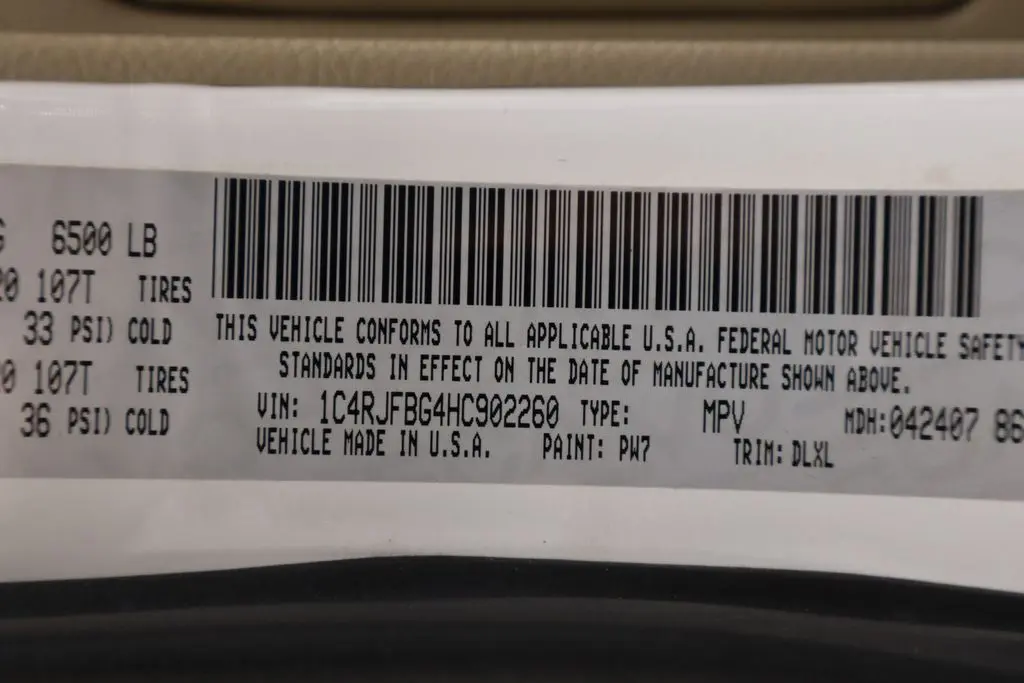 6500 LB
107T TIRES
33 PSI) COLD
107T TIRES
36 PSI) COLD
THIS VEHICLE CONFORMS TO ALL APPLICABLE U.S.A. FEDERAL MOTOR VEHICLE SAFETY
STANDARDS IN EFFECT ON THE DATE OF MANUFACTURE SHOWN ABOVE.
VIN: 1C4RJFBG4HC902260 TYPE: MPV MDH:042407 86
VEHICLE MADE IN U.S.A. PAINT: PW7 TRIM: DLXL